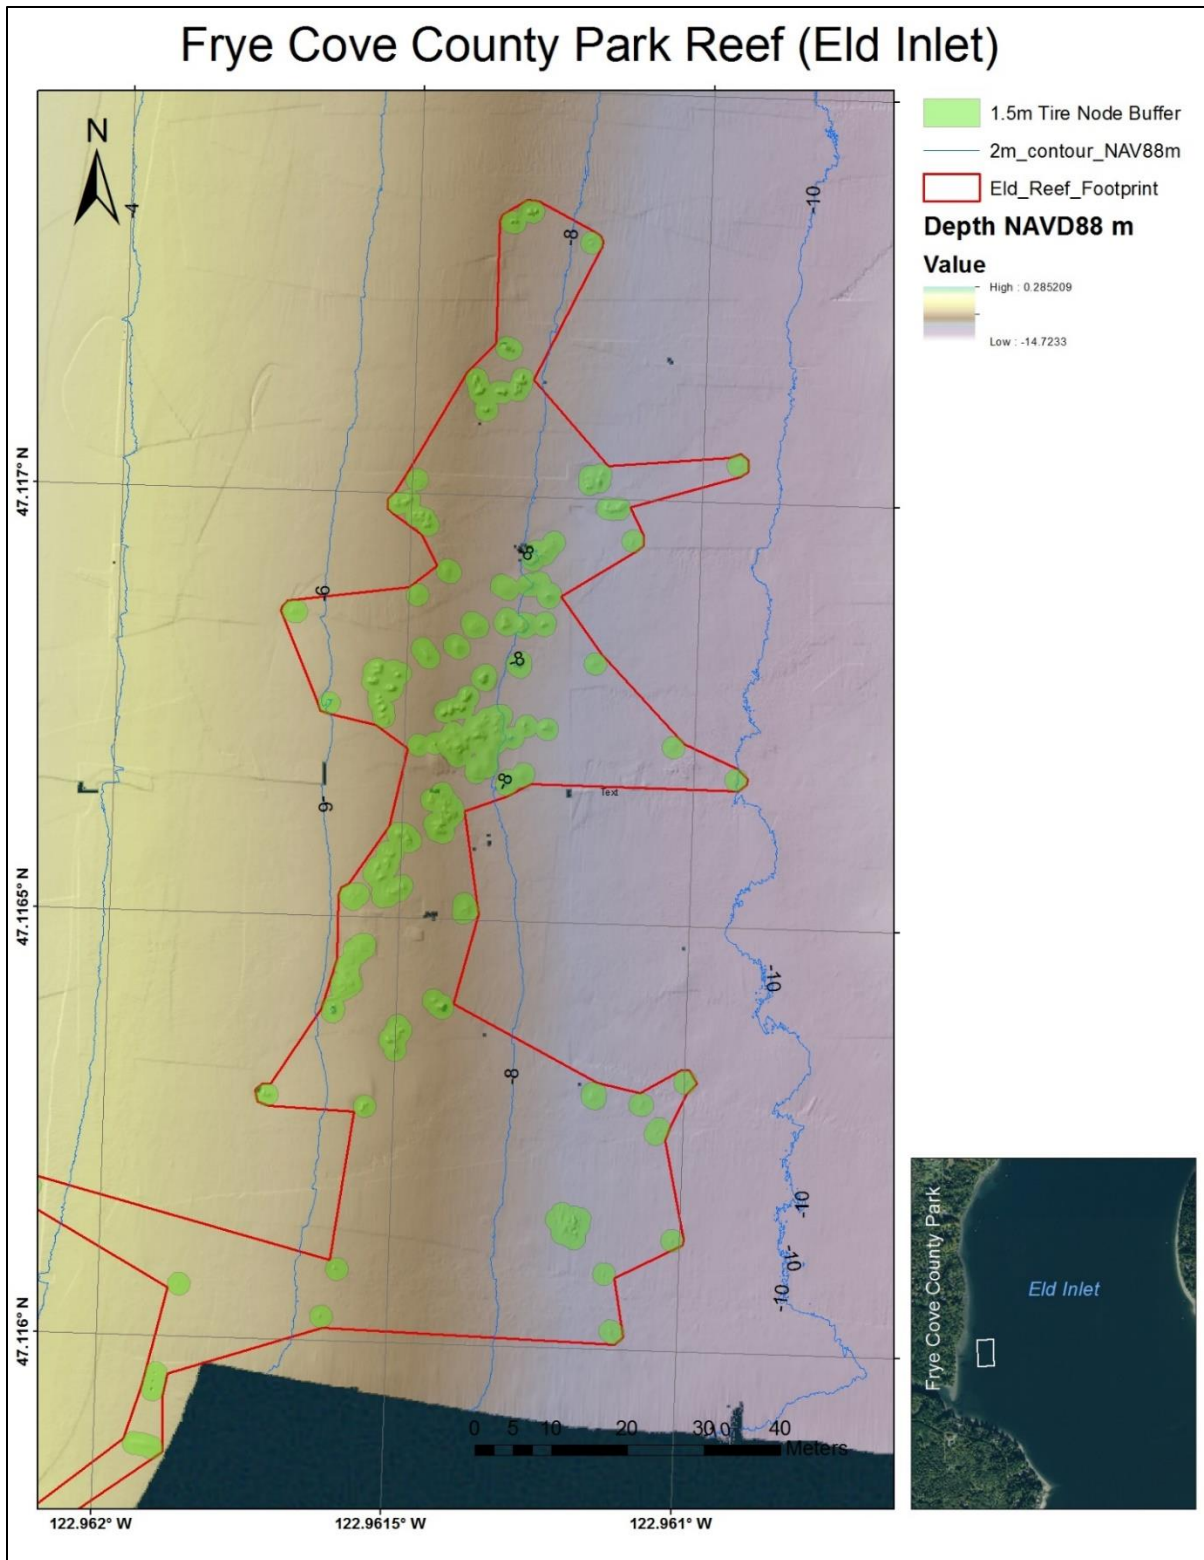 Frye Cove County Park Reef (Eld Inlet)
1.5m Tire Node Buffer
2m_contour_NAV88m
Eld_Reef_Footprint
Depth NAVD88 m
Value
High : 0.285209
Low : -14.7233
N
-4
-8
-10
47.117° N
-8
-6
-8
-8
Text
-6
47.1165° N
-10
-8
-10
-10
-10
47.116° N
0 5 10 20 30 40
Meters
0
122.962° W
122.9615° W
122.961° W
Frye Cove County Park
Eld Inlet